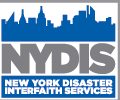 NYDIS
NEW YORK DISASTER
INTERFAITH SERVICES